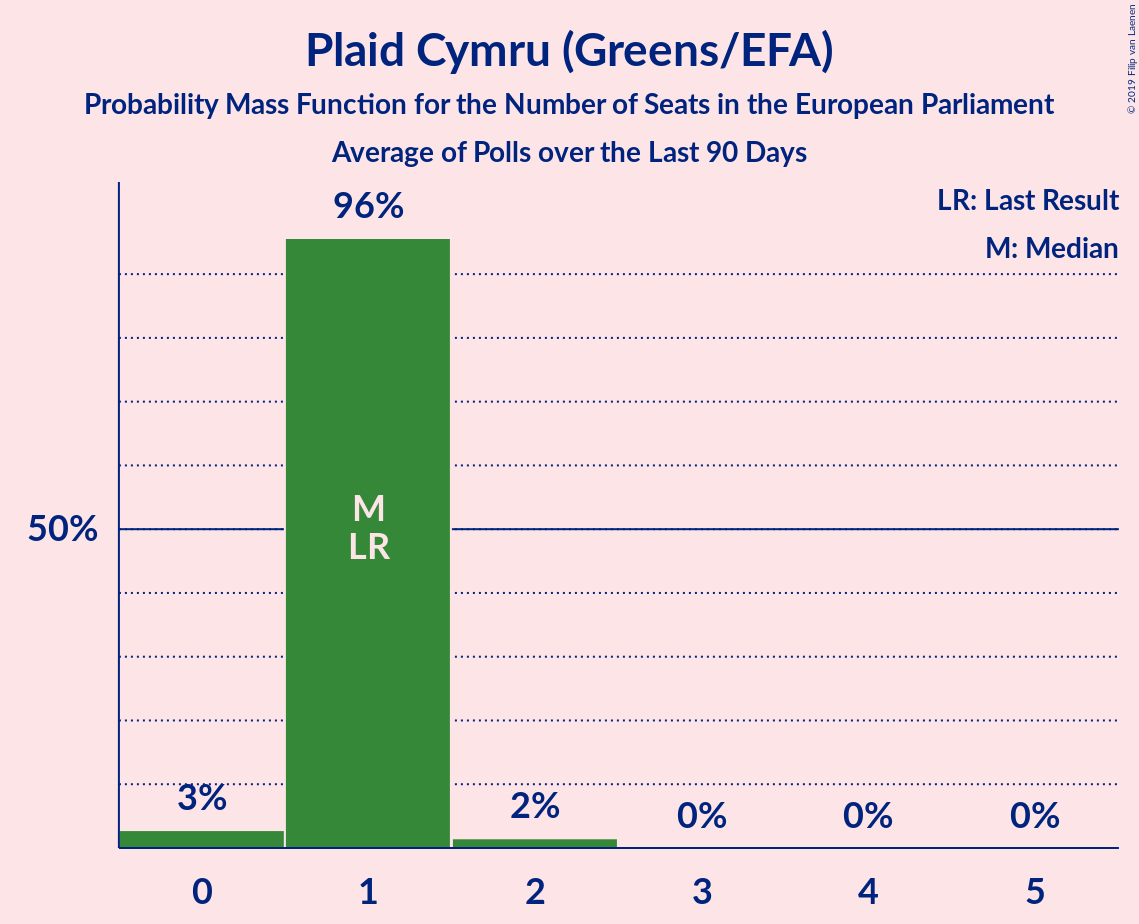 Plaid Cymru (Greens/EFA)
Probability Mass Function for the Number of Seats in the European Parliament
Average of Polls over the Last 90 Days
© 2019 Filip van Laenen
LR: Last Result
M: Median
96%
M
LR
50%
3%
2%
0%
0%
0%
0
1
2
3
4
5